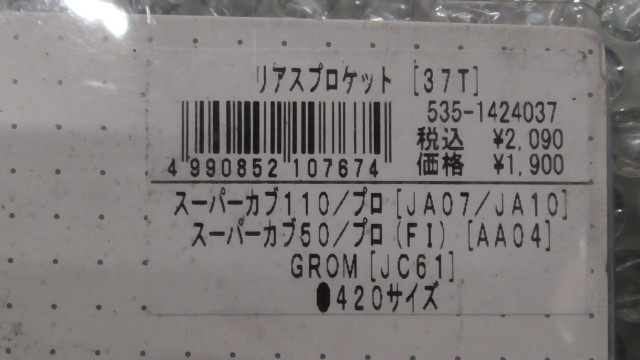 リアスプロケット [37T]
535-1424037
税込 ¥2,090
価格 ¥1,900
4 990852 107674
スーパーカブ110/プロ[JA07/JA10]
スーパーカブ50/プロ(FI) [AA04]
GROM[JC61]
●420サイズ